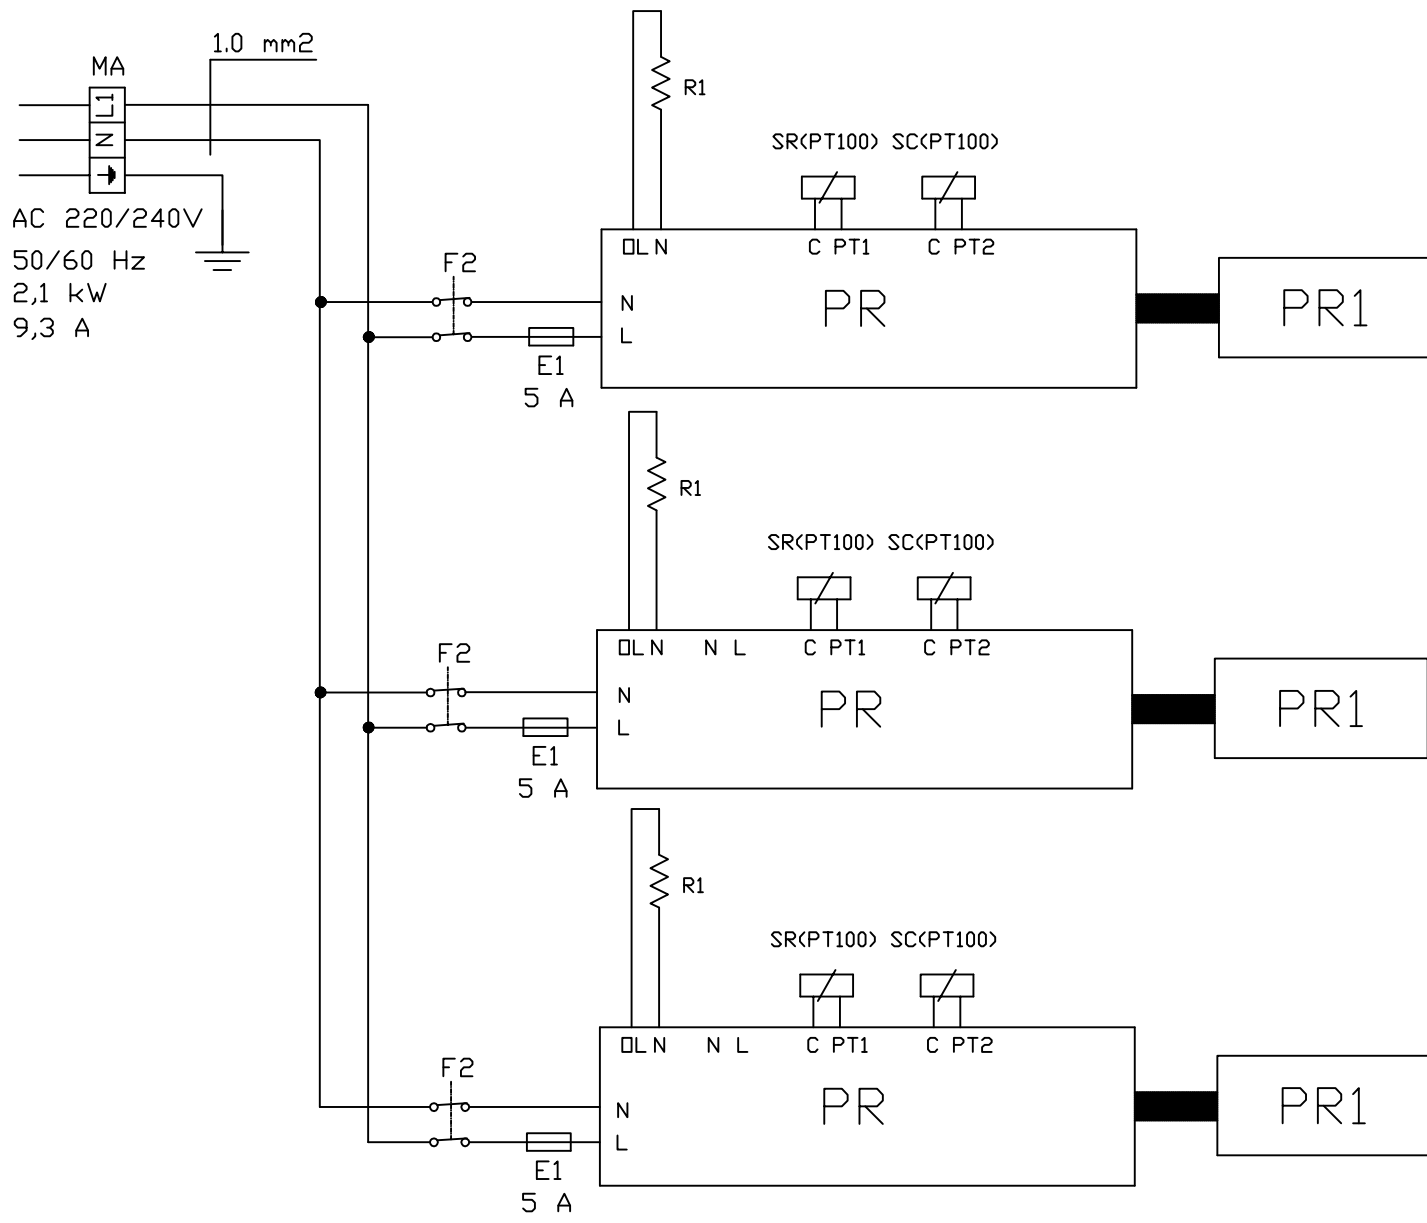 1.0 mm2
MA
L1
N
AC 220/240V
50/60 Hz
2,1 kW
9,3 A
R1
SR(PT100) SC(PT100)
OL N C PT1 C PT2
F2
N
L
PR
PR1
E1
5 A
R1
SR(PT100) SC(PT100)
OL N N L C PT1 C PT2
F2
N
L
PR
PR1
E1
5 A
R1
SR(PT100) SC(PT100)
OL N N L C PT1 C PT2
F2
N
L
PR
PR1
E1
5 A